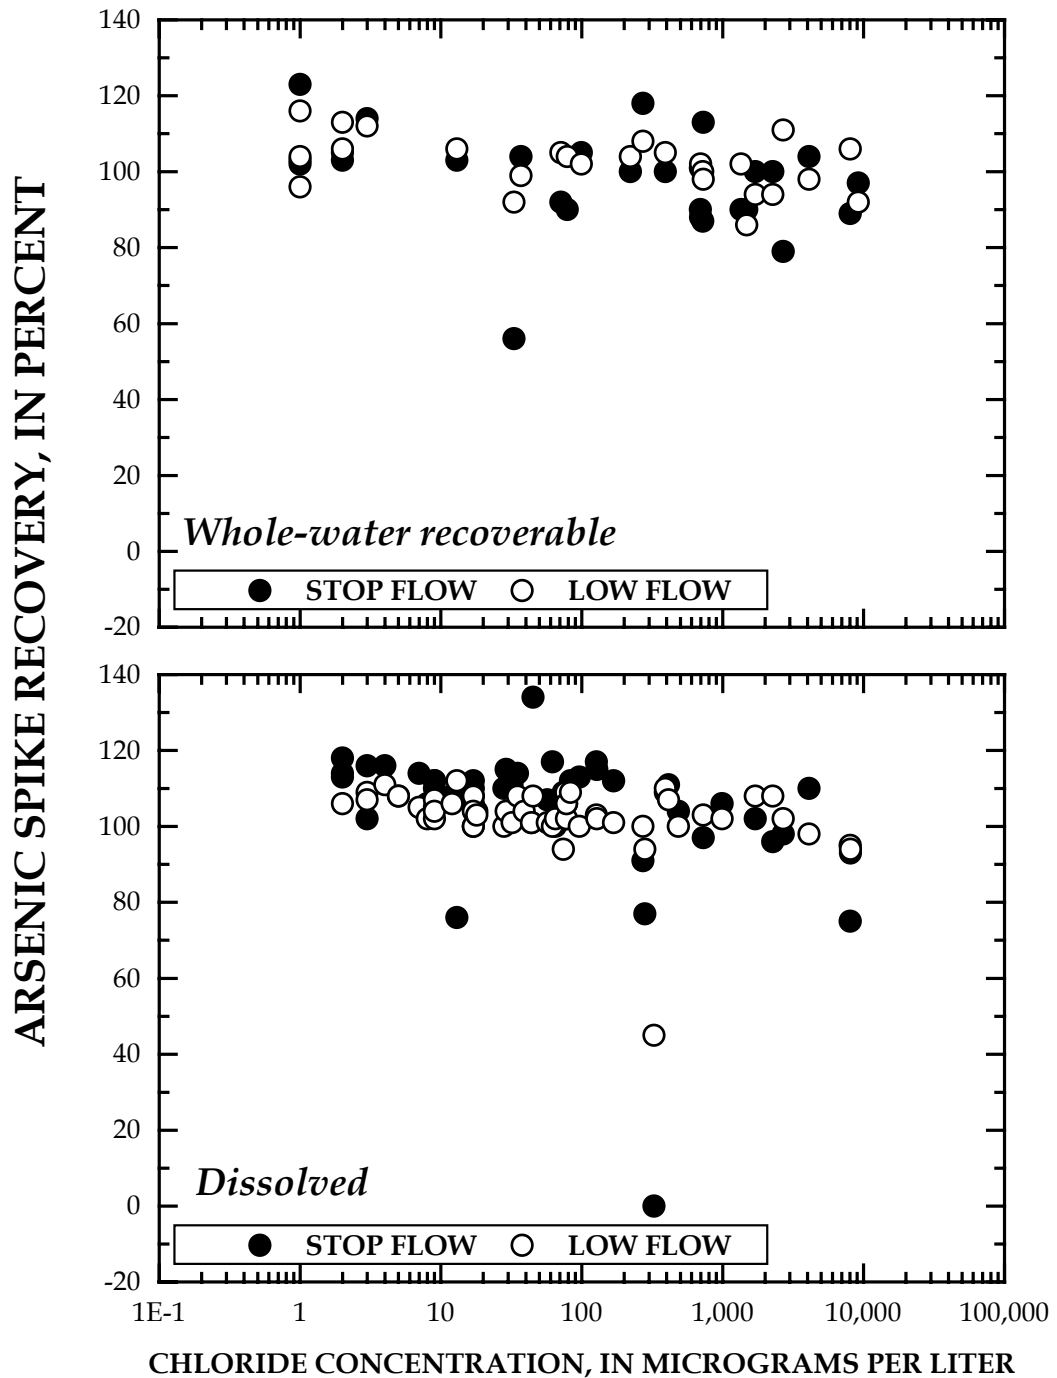 ARSENIC SPIKE RECOVERY, IN PERCENT
140
120
100
80
60
40
20
0
-20
Whole-water recoverable
STOP FLOW LOW FLOW
140
120
100
80
60
40
20
0
-20
Dissolved
STOP FLOW LOW FLOW
1E-1 1 10 100 1,000 10,000 100,000
CHLORIDE CONCENTRATION, IN MICROGRAMS PER LITER